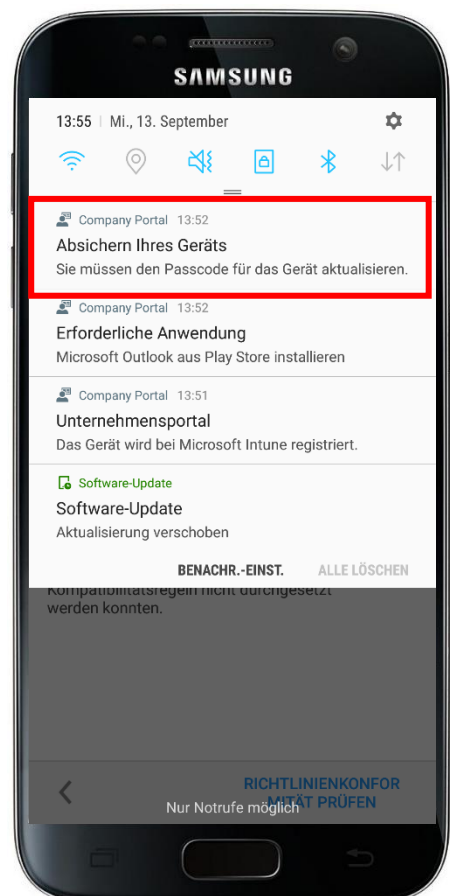 SAMSUNG
13:55 | Mi., 13. September
Company Portal 13:52
Absichern Ihres Geräts
Sie müssen den Passcode für das Gerät aktualisieren.
Company Portal 13:52
Erforderliche Anwendung
Microsoft Outlook aus Play Store installieren
Company Portal 13:51
Unternehmensportal
Das Gerät wird bei Microsoft Intune registriert.
Software-Update
Software-Update
Aktualisierung verschoben
BENACHR.-EINST. ALLE LÖSCHEN
Kompatibilitätsregeln nicht durchgesetzt
werden konnten.
RICHTLINIENKONFOR
MITÄT PRÜFEN
Nur Notrufe möglich